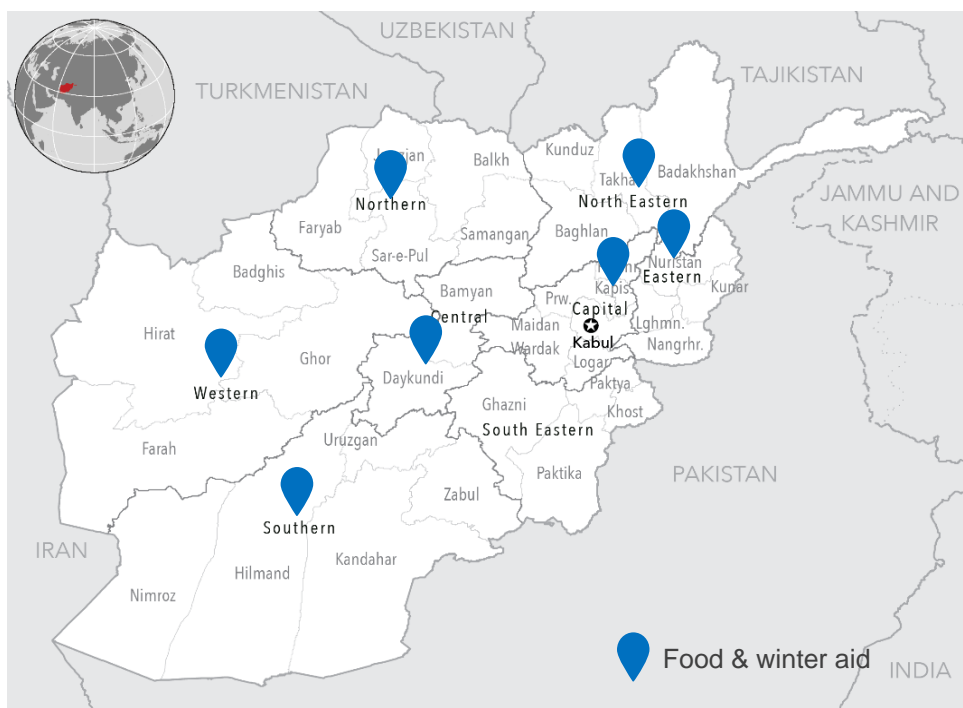 UZBEKISTAN
TAJIKISTAN
TURKMENISTAN
Kunduz
Balkh
Takha
Badakhshan
JAMMU AND
KASHMIR
Northern
North Eastern
Faryab
Baghlan
Samangan
Sar-e-Pul
Nuristan
Badghis
Eastern
Kunar
Bamyan
Kapis
Prw.
Capital
Central
Hirat
Maidan
Wardak
Lghmn.
Kabul
Nangrhr.
Ghor
Logar
Daykundi
Paktya
Western
Ghazni
Khost
South Eastern
Uruzgan
Farah
Paktika
PAKISTAN
Zabul
Southern
IRAN
Kandahar
Hilmand
Nimroz
Food & winter aid
INDIA